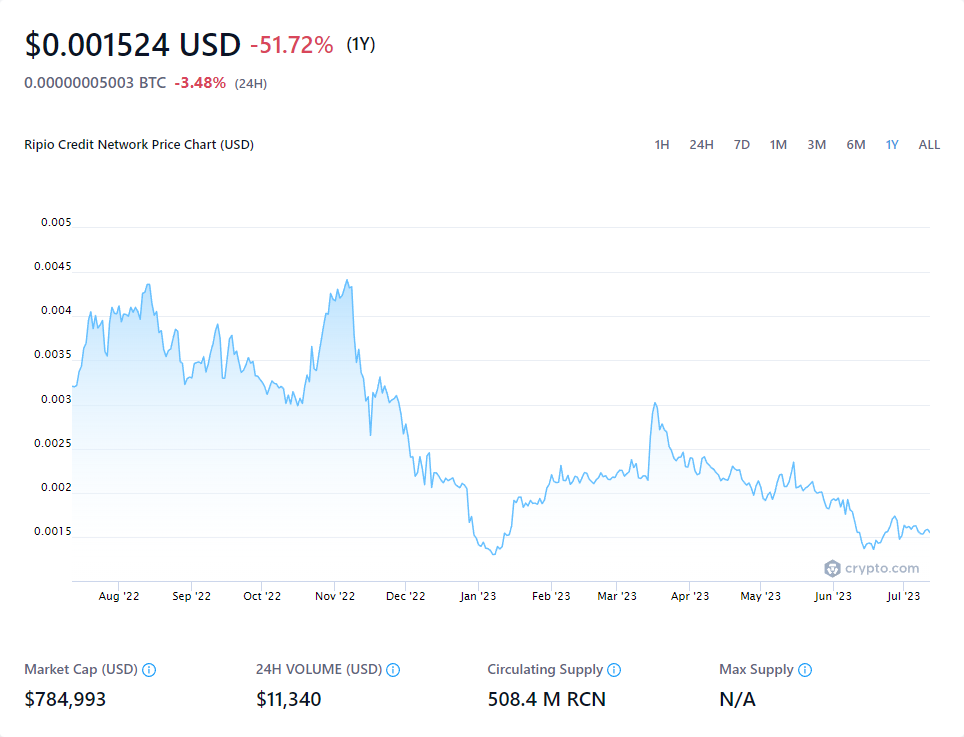 $0.001524 USD -51.72% (1Y)
0.00000005003 BTC -3.48% (24H)
Ripio Credit Network Price Chart (USD) 1H 24H 7D 1M 3M 6M 1Y ALL
0.005
0.0045
0.004
0.0035
0.003
0.0025
0.002
0.0015
crypto.com
Aug '22 Sep '22 Oct '22 Nov '22 Dec '22 Jan '23 Feb '23 Mar '23 Apr '23 May '23 Jun '23 Jul '23
Market Cap (USD) 24H VOLUME (USD) Circulating Supply Max Supply
$784,993 $11,340 508.4 M RCN N/A